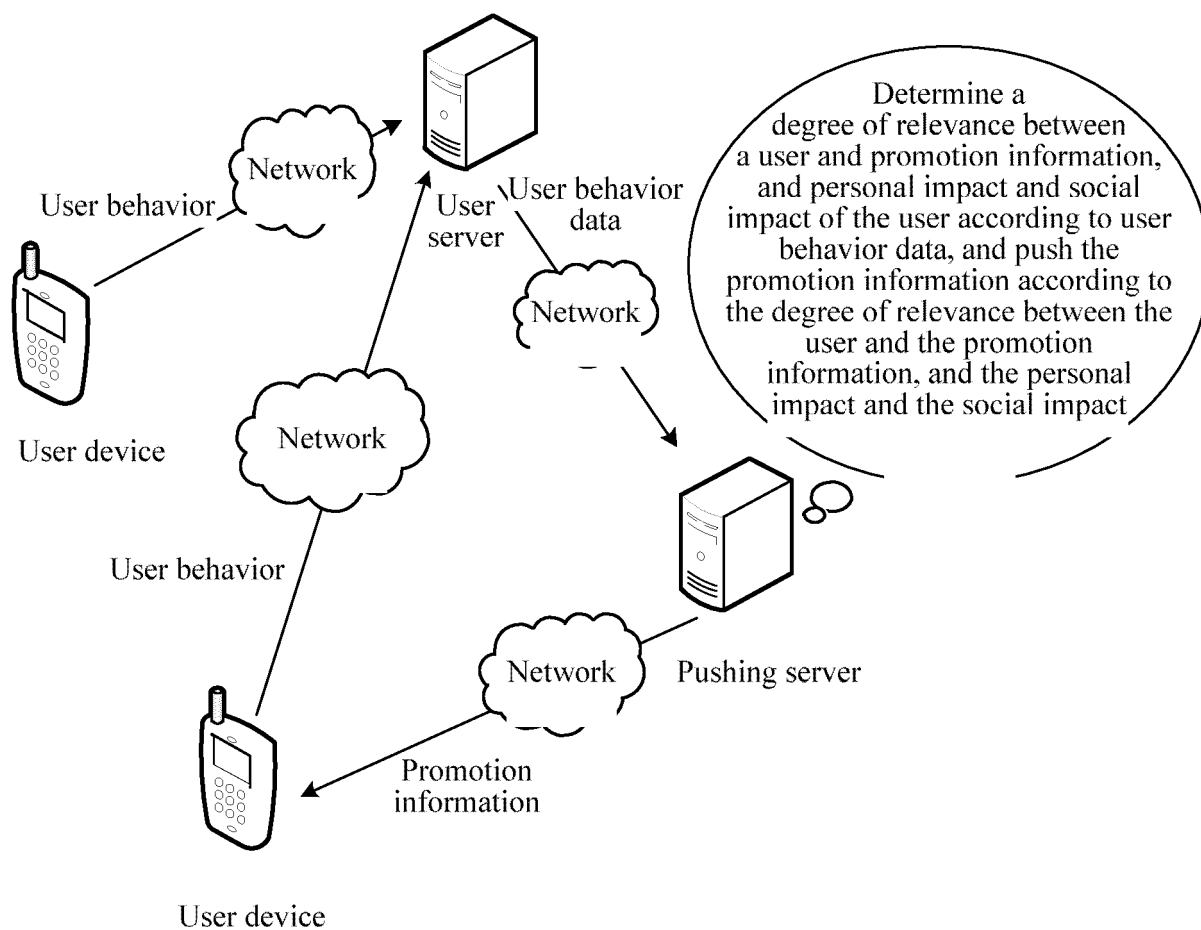 Determine a
degree of relevance between
a user and promotion information,
and personal impact and social
impact of the user according to user
behavior data, and push the
promotion information according to
the degree of relevance between the
user and the promotion
information, and the personal
impact and the social impact
Network
User behavior
User
server
User behavior
data
Network
User device
Network
User behavior
Network
Pushing server
Promotion
information
User device